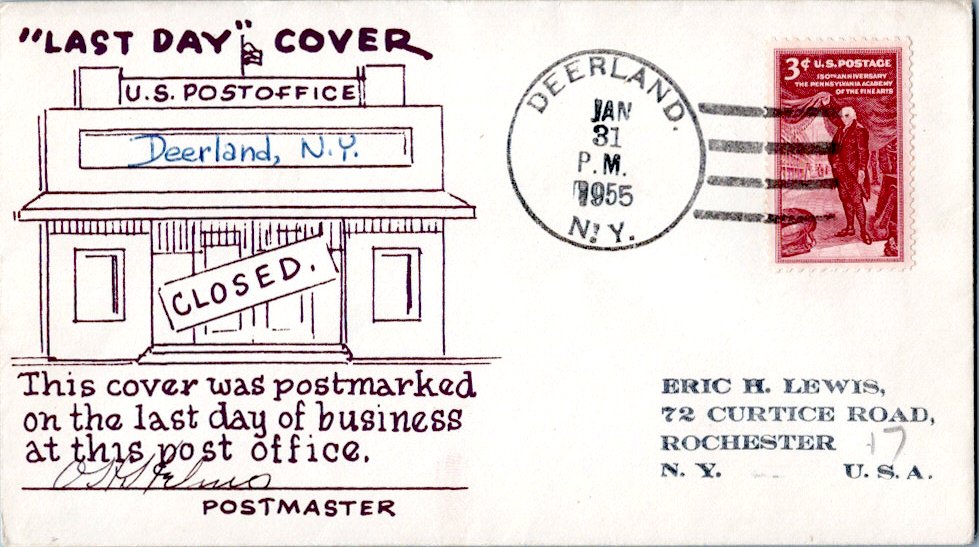 "LAST DAY" COVER
U.S. POST OFFICE
Deerland, N.Y.
CLOSED.
This cover was postmarked
on the last day of business
at this post office.
POSTMASTER
DEERLAND.
JAN
31
P.M.
1955
N.Y.
3¢ U.S. POSTAGE
150TH ANNIVERSARY
THE PENNSYLVANIA ACADEMY
OF THE FINE ARTS
ERIC H. LEWIS,
72 CURTICE ROAD,
ROCHESTER 17
N. Y. U. S. A.